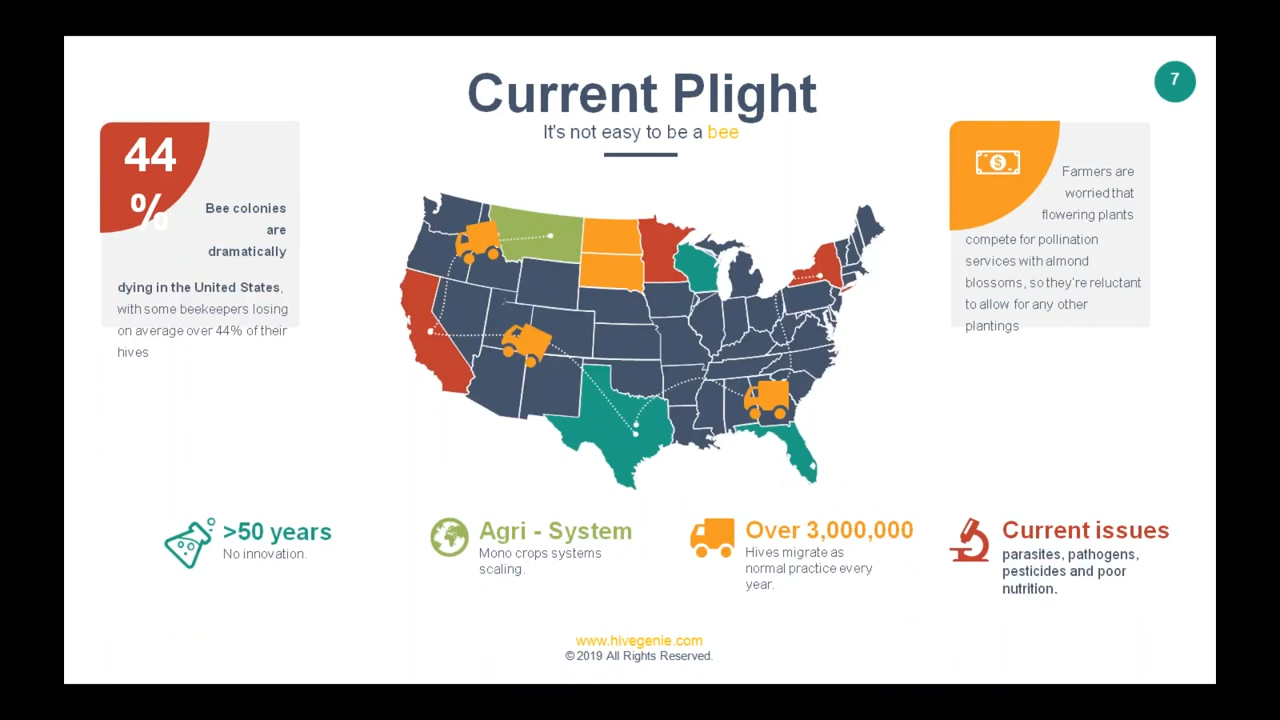 Current Plight
7
It's not easy to be a bee
44
%
Bee colonies
are
dramatically
dying in the United States,
with some beekeepers losing
on average over 44% of their
hives
$
Farmers are
worried that
flowering plants
compete for pollination
services with almond
blossoms, so they're reluctant
to allow for any other
plantings
>50 years
No innovation.
Agri - System
Mono crops systems
scaling.
Over 3,000,000
Hives migrate as
normal practice every
year.
Current issues
parasites, pathogens,
pesticides and poor
nutrition.
www.hivegenie.com
© 2019 All Rights Reserved.